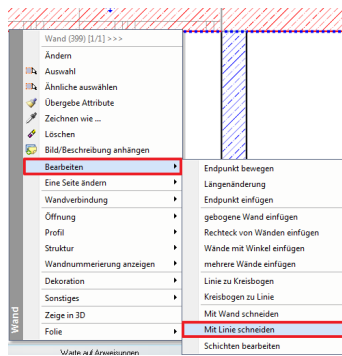 Wand (399) [1/1] >>>
Ändern
Auswahl
Ähnliche auswählen
Übergebe Attribute
Zeichnen wie ...
Löschen
Bild/Beschreibung anhängen
Bearbeiten
Eine Seite ändern
Wandverbindung
Öffnung
Profil
Struktur
Wandnummerierung anzeigen
Dekoration
Sonstiges
Zeige in 3D
Folie
Wand
Warte auf Anweisungen
Endpunkt bewegen
Längenänderung
Endpunkt einfügen
gebogene Wand einfügen
Rechteck von Wänden einfügen
Wände mit Winkel einfügen
mehrere Wände einfügen
Linie zu Kreisbogen
Kreisbogen zu Linie
Mit Wand schneiden
Mit Linie schneiden
Schichten bearbeiten